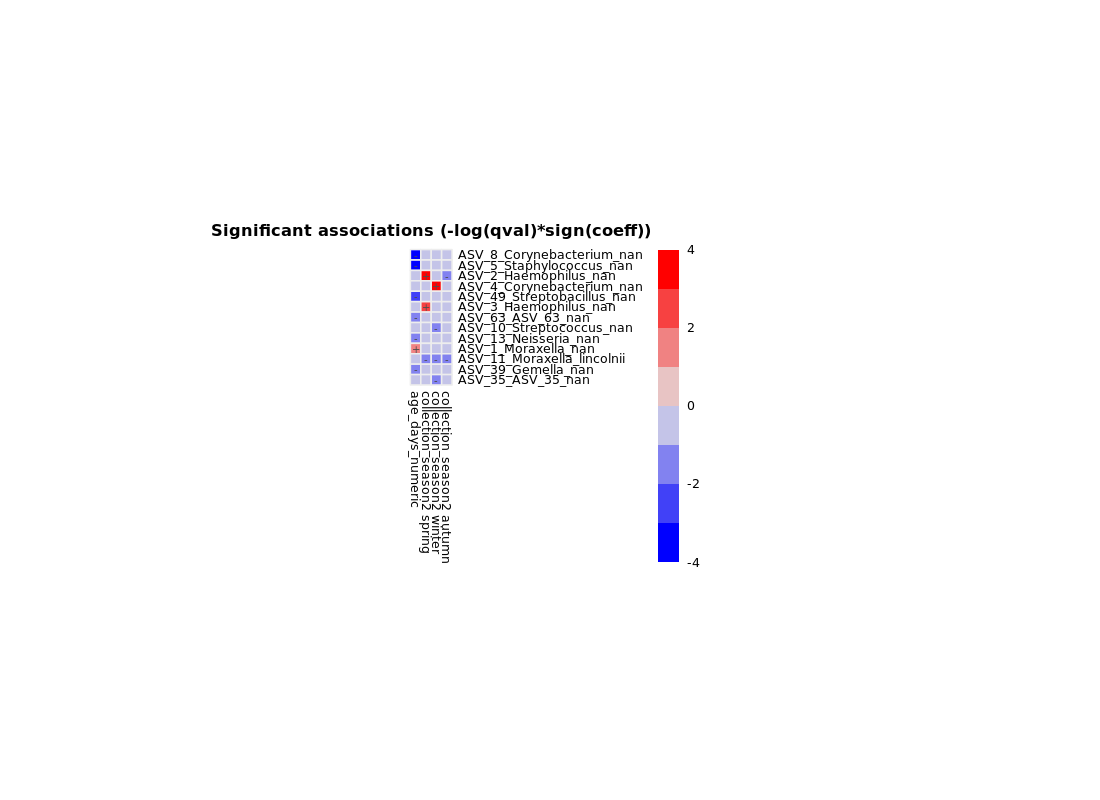 Significant associations (-log(qval)*sign(coeff))
ASV_8_Corynebacterium_nan
ASV_5_Staphylococcus_nan
ASV_2_Haemophilus_nan
ASV_4_Corynebacterium_nan
ASV_49_Streptobacillus_nan
ASV_3_Haemophilus_nan
ASV_63_ASV_63_nan
ASV_10_Streptococcus_nan
ASV_13_Neisseria_nan
ASV_1_Moraxella_nan
ASV_11_Moraxella_lincolnii
ASV_39_Gemella_nan
ASV_35_ASV_35_nan
age_days_numeric
collection_season2 spring
collection_season2 winter
collection_season2 autumn
4
2
0
-2
-4